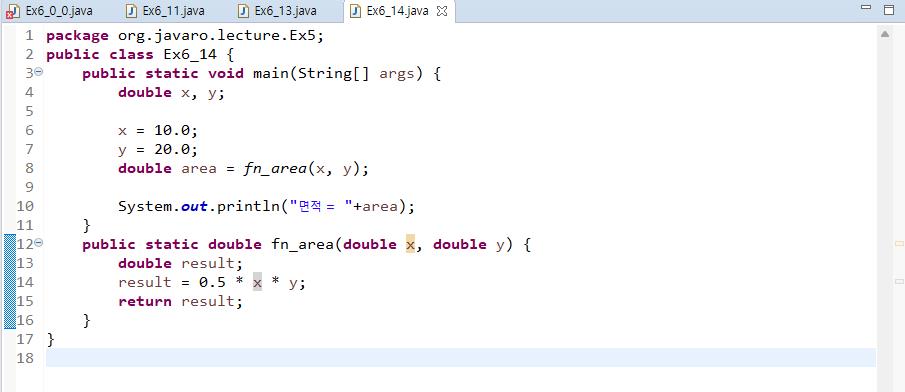 Ex6_0_0.java Ex6_11.java Ex6_13.java Ex6_14.java
1 package org.javaro.lecture.Ex5;
2 public class Ex6_14 {
3 public static void main(String[] args) {
4 double x, y;
5
6 x = 10.0;
7 y = 20.0;
8 double area = fn_area(x, y);
9
10 System.out.println("면적 = "+area);
11 }
12 public static double fn_area(double x, double y) {
13 double result;
14 result = 0.5 * x * y;
15 return result;
16 }
17 }
18